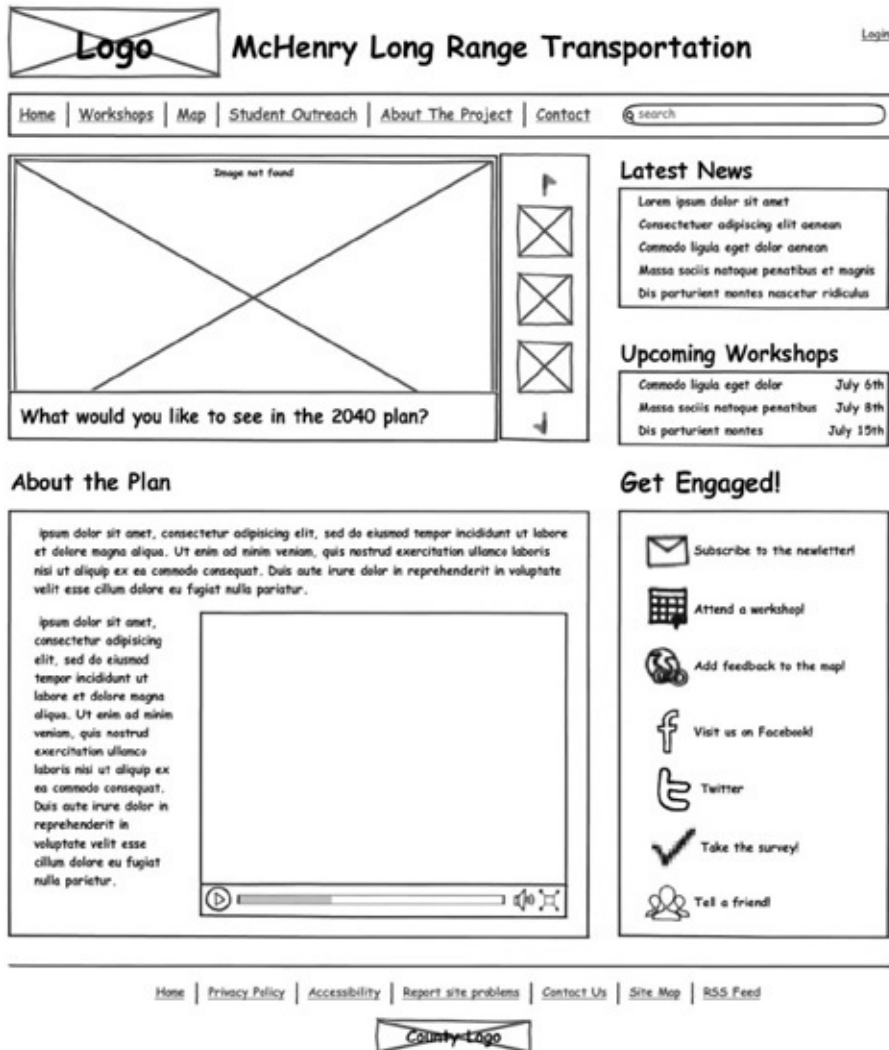 Logo
McHenry Long Range Transportation
Login
Home | Workshops | Map | Student Outreach | About The Project | Contact
search
Image not found
What would you like to see in the 2040 plan?
Latest News
Lorem ipsum dolor sit amet
Consectetuer adipiscing elit aenean
Commodo ligula eget dolor aenean
Massa sociis natoque penatibus et magnis
Dis parturient montes nascetur ridiculus
Upcoming Workshops
Commodo ligula eget dolor July 6th
Massa sociis natoque penatibus July 8th
Dis parturient montes July 15th
About the Plan
ipsum dolor sit amet, consectetur adipisicing elit, sed do eiusmod tempor incididunt ut labore
et dolore magna aliqua. Ut enim ad minim veniam, quis nostrud exercitation ullamco laboris
nisi ut aliquip ex ea commodo consequat. Duis aute irure dolor in reprehenderit in voluptate
velit esse cillum dolore eu fugiat nulla pariatur.
ipsum dolor sit amet,
consectetur adipisicing
elit, sed do eiusmod
tempor incididunt ut
labore et dolore magna
aliqua. Ut enim ad minim
veniam, quis nostrud
exercitation ullamco
laboris nisi ut aliquip ex
ea commodo consequat.
Duis aute irure dolor in
reprehenderit in
voluptate velit esse
cillum dolore eu fugiat
nulla pariatur.
Get Engaged!
Subscribe to the newletter!
Attend a workshop!
Add feedback to the map!
Visit us on Facebook!
Twitter
Take the survey!
Tell a friend!
Home | Privacy Policy | Accessibility | Report site problems | Contact Us | Site Map | RSS Feed
County Logo